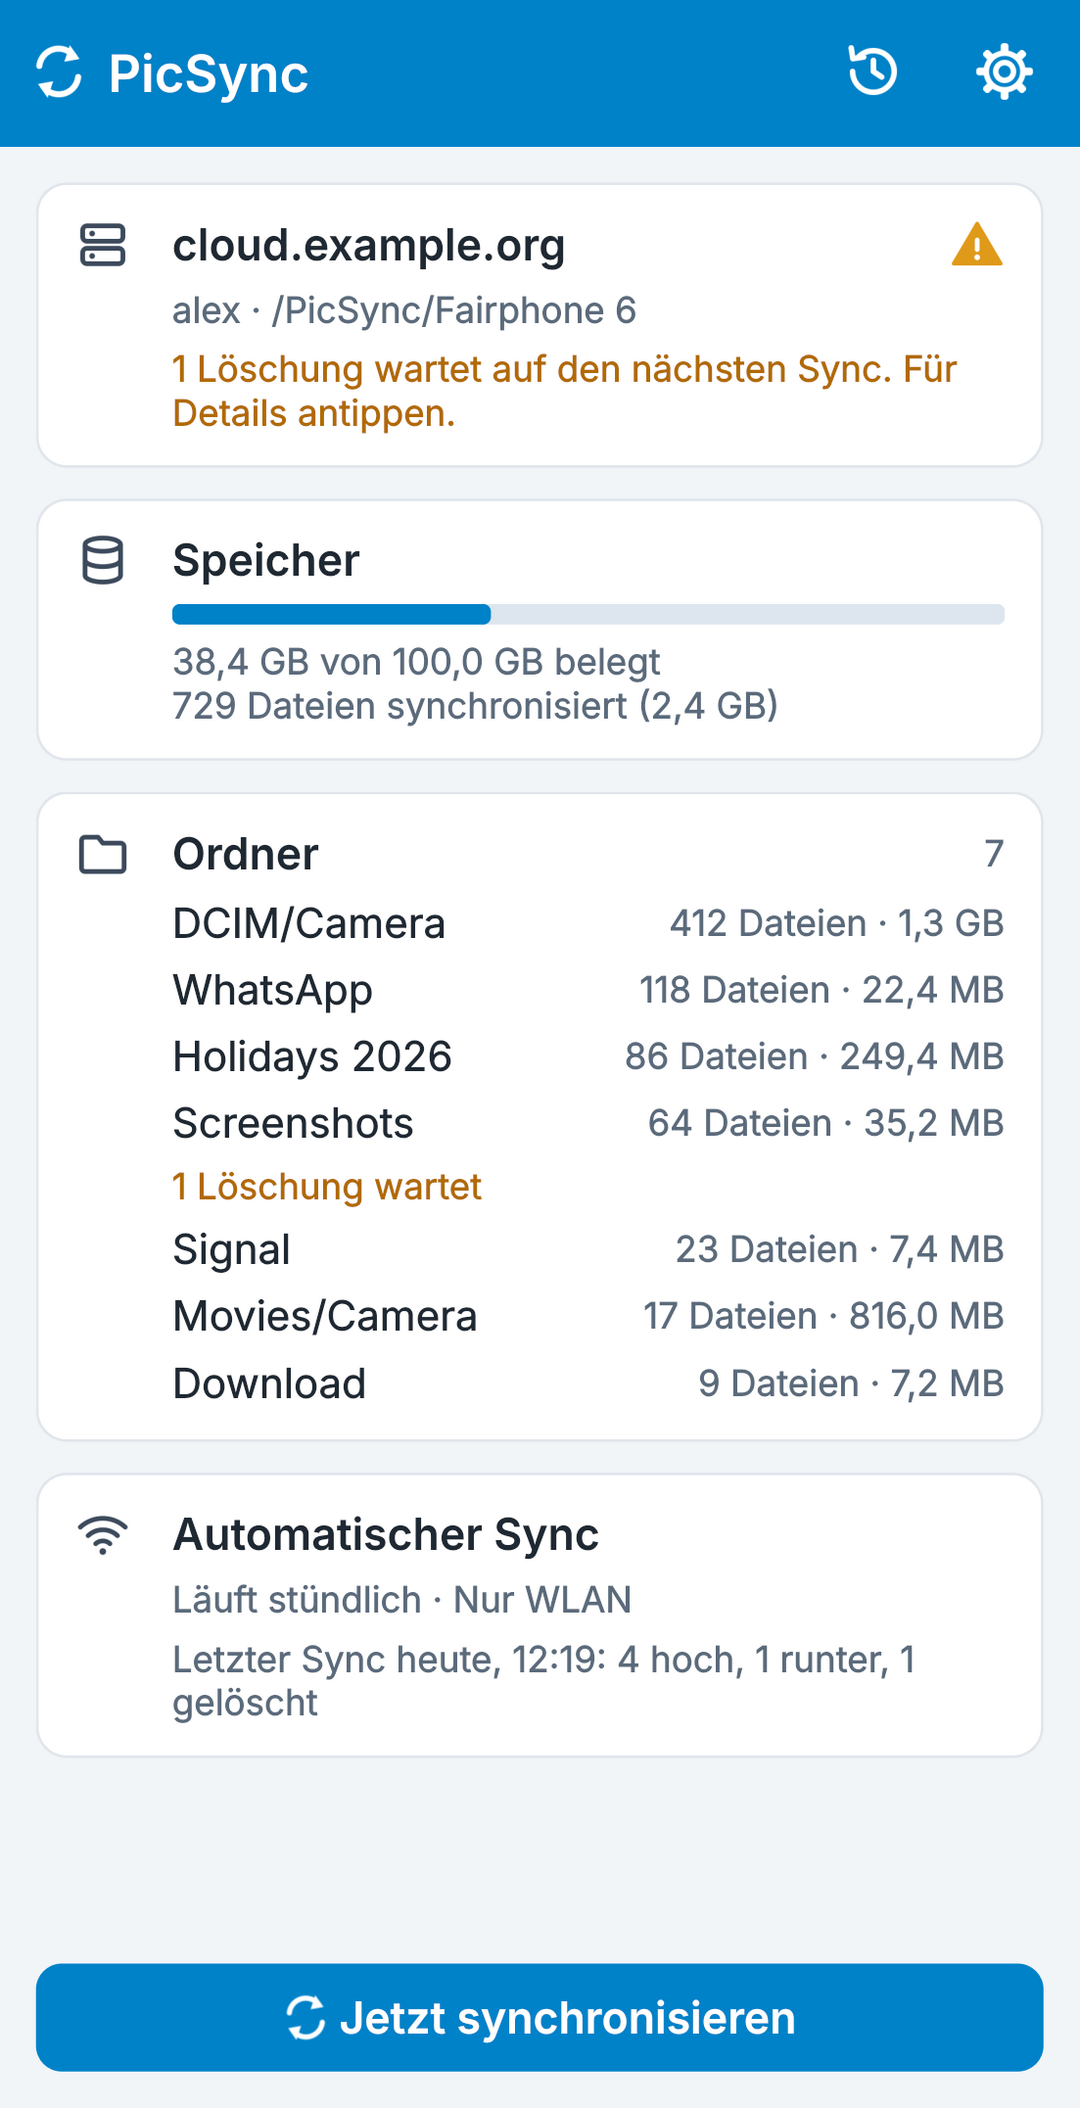 PicSync
cloud.example.org
alex · /PicSync/Fairphone 6
1 Löschung wartet auf den nächsten Sync. Für
Details antippen.
Speicher
38,4 GB von 100,0 GB belegt
729 Dateien synchronisiert (2,4 GB)
Ordner 7
DCIM/Camera 412 Dateien · 1,3 GB
WhatsApp 118 Dateien · 22,4 MB
Holidays 2026 86 Dateien · 249,4 MB
Screenshots 64 Dateien · 35,2 MB
1 Löschung wartet
Signal 23 Dateien · 7,4 MB
Movies/Camera 17 Dateien · 816,0 MB
Download 9 Dateien · 7,2 MB
Automatischer Sync
Läuft stündlich · Nur WLAN
Letzter Sync heute, 12:19: 4 hoch, 1 runter, 1
gelöscht
Jetzt synchronisieren